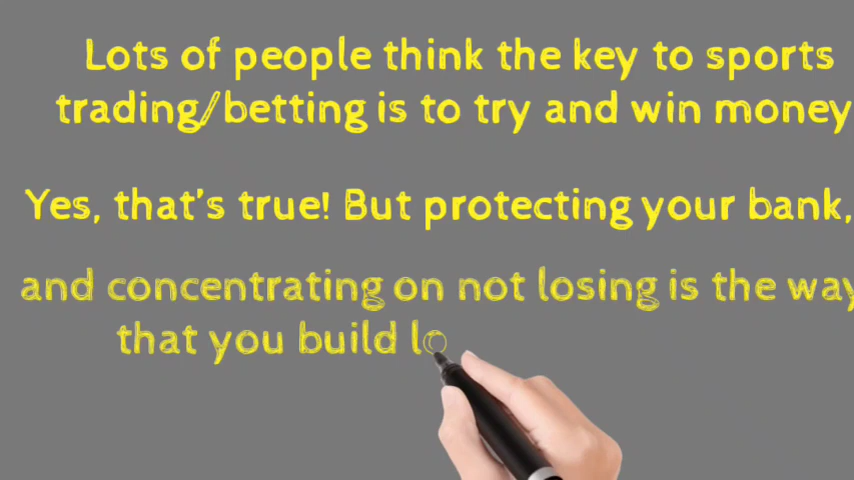 Lots of people think the key to sports
trading/betting is to try and win money
Yes, that's true! But protecting your bank,
and concentrating on not losing is the way
that you build lo